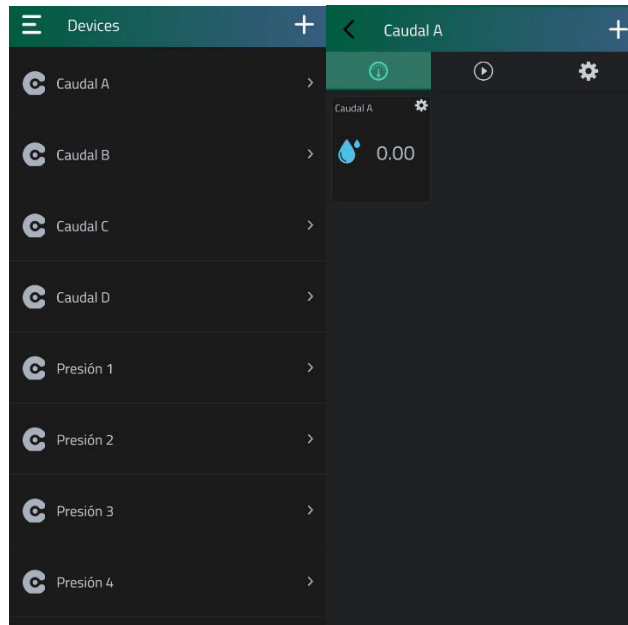 Devices
Caudal A
Caudal B
Caudal C
Caudal D
Presión 1
Presión 2
Presión 3
Presión 4
Caudal A
Caudal A
0.00